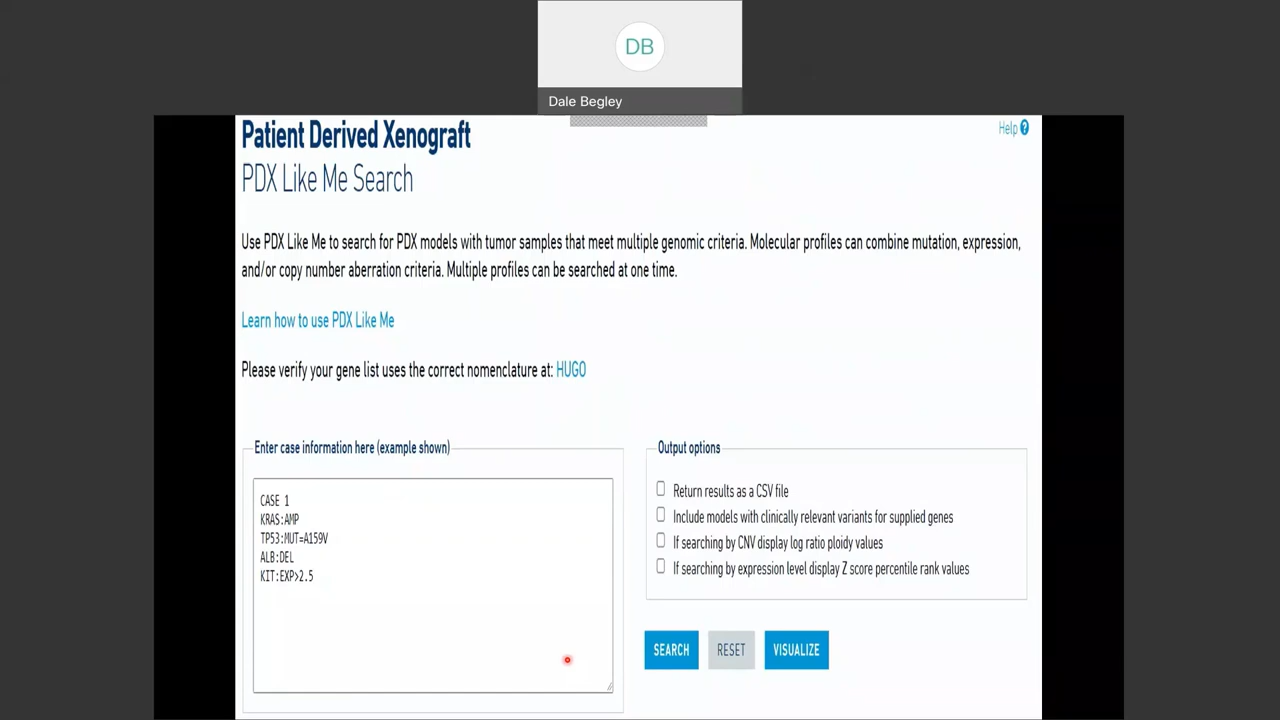 DB
Dale Begley
Patient Derived Xenograft
Help ?
PDX Like Me Search
Use PDX Like Me to search for PDX models with tumor samples that meet multiple genomic criteria. Molecular profiles can combine mutation, expression,
and/or copy number aberration criteria. Multiple profiles can be searched at one time.
Learn how to use PDX Like Me
Please verify your gene list uses the correct nomenclature at: HUGO
Enter case information here (example shown)
CASE 1
KRAS:AMP
TP53:MUT=A159V
ALB:DEL
KIT:EXP>2.5
Output options
Return results as a CSV file
Include models with clinically relevant variants for supplied genes
If searching by CNV display log ratio ploidy values
If searching by expression level display Z score percentile rank values
SEARCH
RESET
VISUALIZE